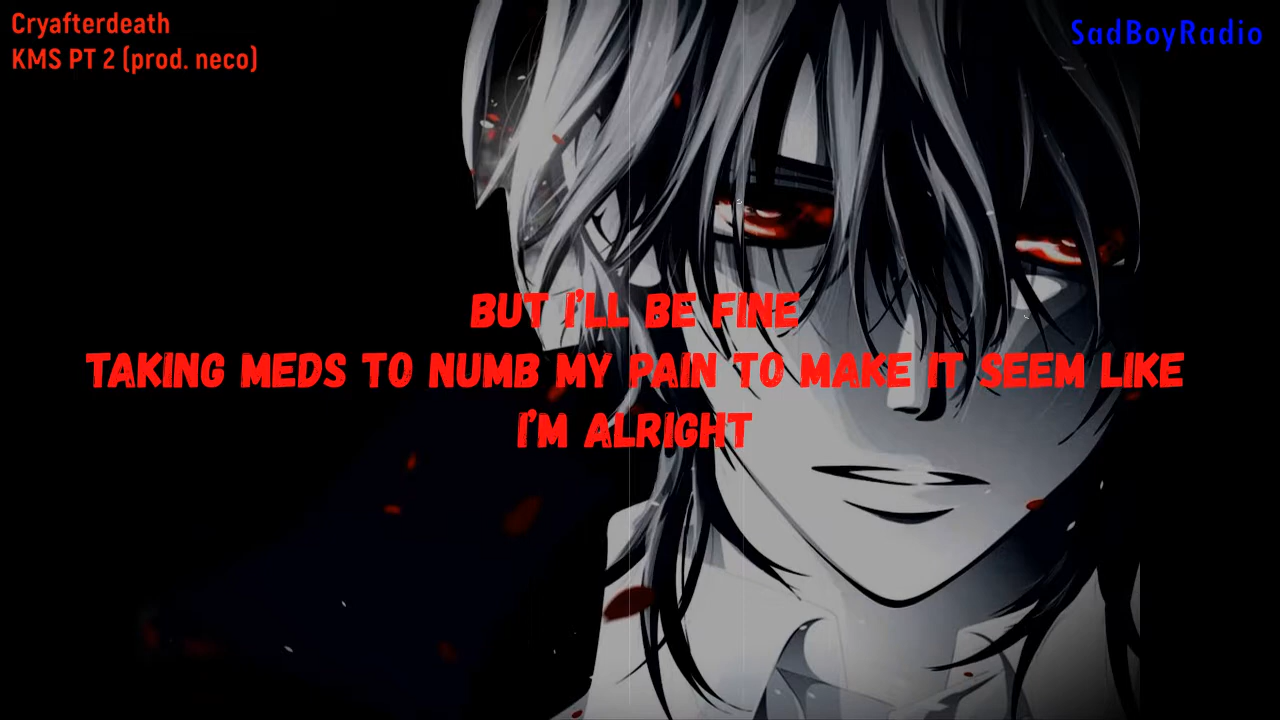 Cryafterdeath
KMS PT 2 (prod. neco)
SadBoyRadio
BUT I'LL BE FINE
TAKING MEDS TO NUMB MY PAIN TO MAKE IT SEEM LIKE
I'M ALRIGHT